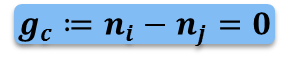 g_c ≔ n_i − n_j = 0